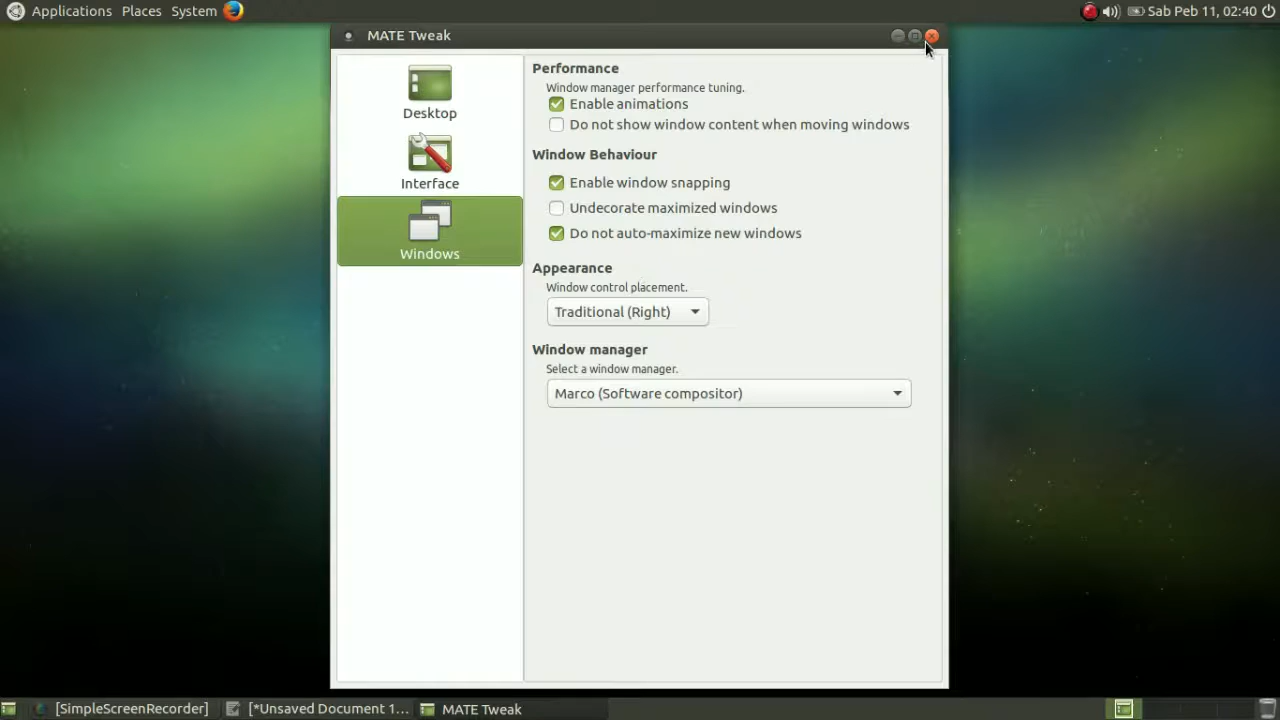 Applications Places System
Sab Peb 11, 02:40
MATE Tweak
Desktop
Interface
Windows
Performance
Window manager performance tuning.
Enable animations
Do not show window content when moving windows
Window Behaviour
Enable window snapping
Undecorate maximized windows
Do not auto-maximize new windows
Appearance
Window control placement.
Traditional (Right)
Window manager
Select a window manager.
Marco (Software compositor)
[SimpleScreenRecorder] [*Unsaved Document 1... MATE Tweak